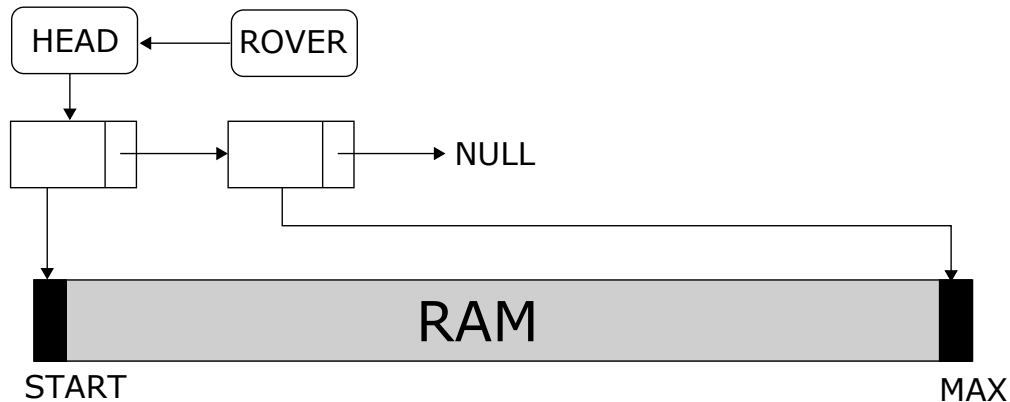 HEAD
ROVER
NULL
RAM
START
MAX